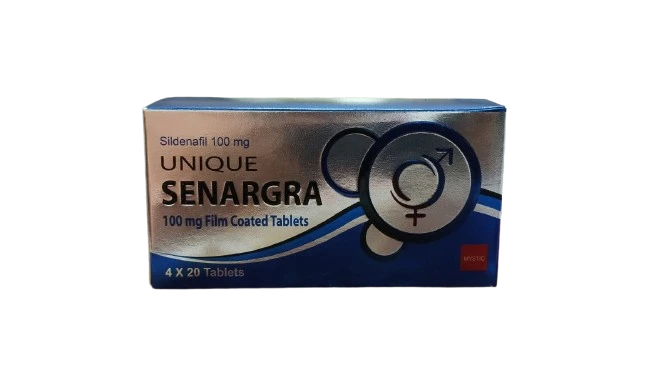 Sildenafil 100 mg
UNIQUE
SENARGRA
100 mg Film Coated Tablets
4 X 20 Tablets